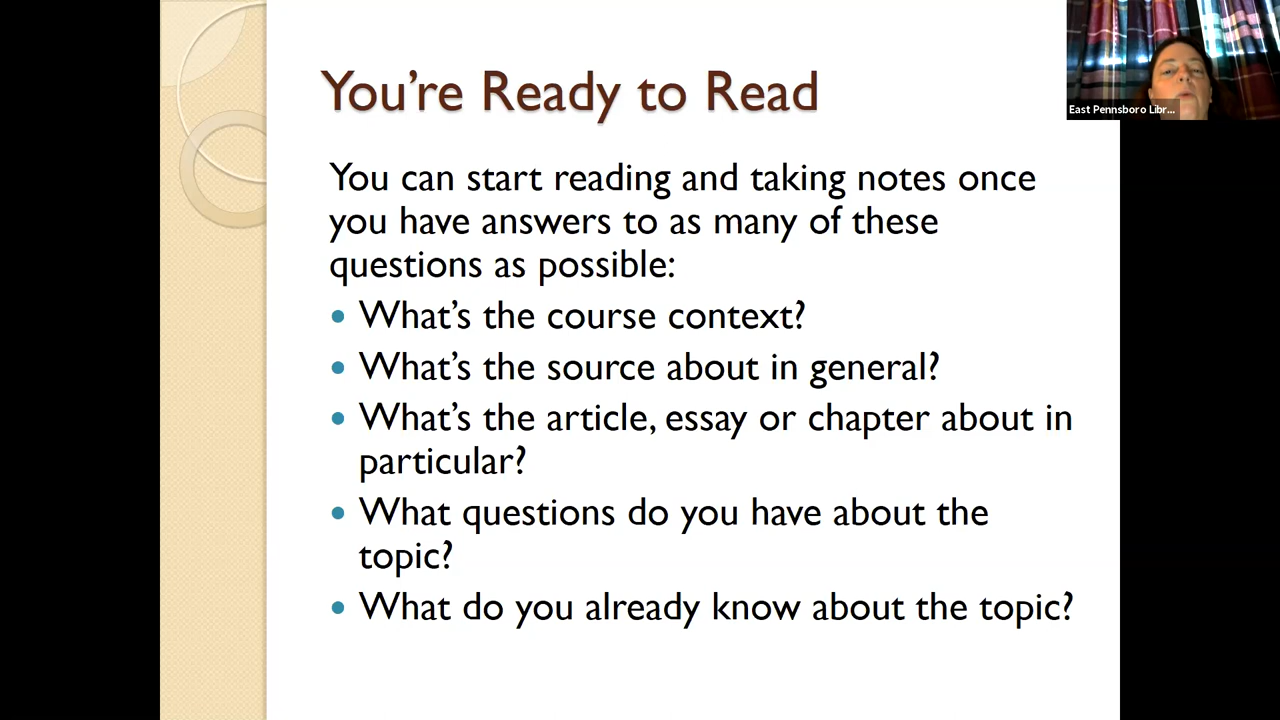 You're Ready to Read
East Pennsboro Libr...
You can start reading and taking notes once
you have answers to as many of these
questions as possible:
• What's the course context?
• What's the source about in general?
• What's the article, essay or chapter about in
particular?
• What questions do you have about the
topic?
• What do you already know about the topic?